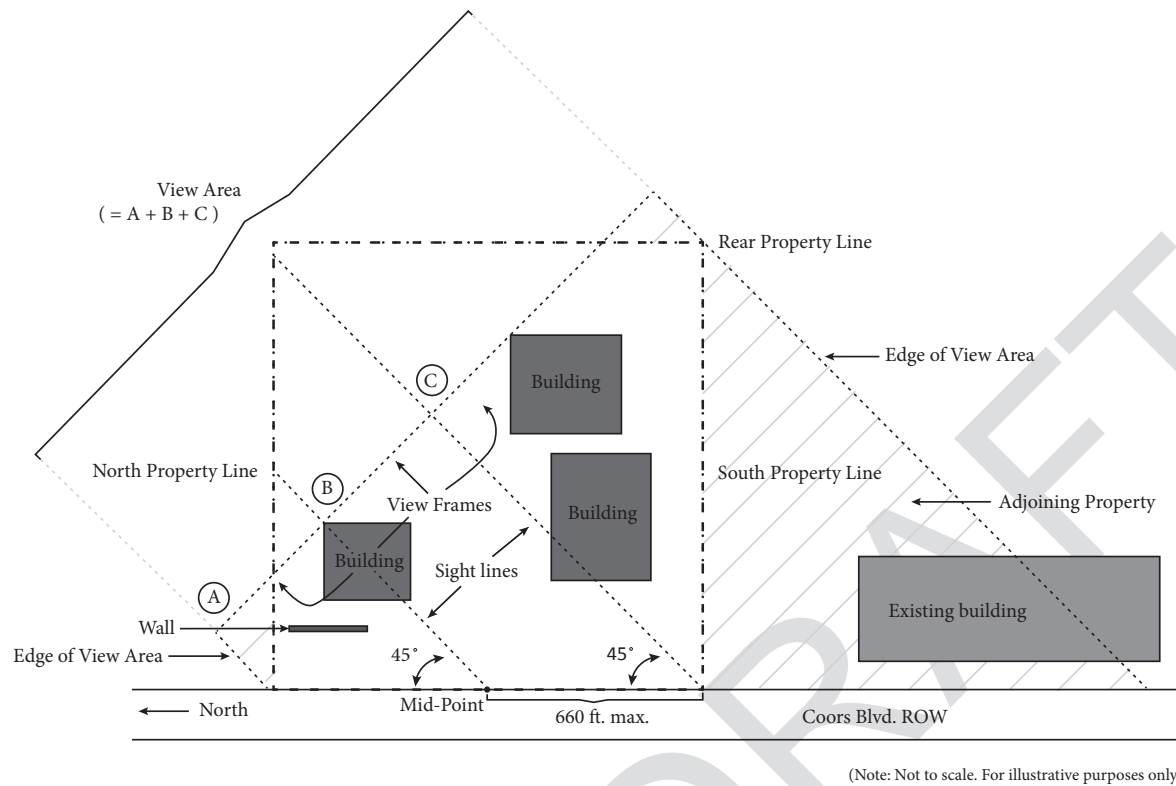 View Area
( = A + B + C )
Rear Property Line
Edge of View Area
C
Building
North Property Line
South Property Line
B
View Frames
Adjoining Property
Building
Building
Sight lines
A
Existing building
Wall
Edge of View Area
45°
45°
North
Mid-Point
660 ft. max.
Coors Blvd. ROW
(Note: Not to scale. For illustrative purposes only
DRAFT